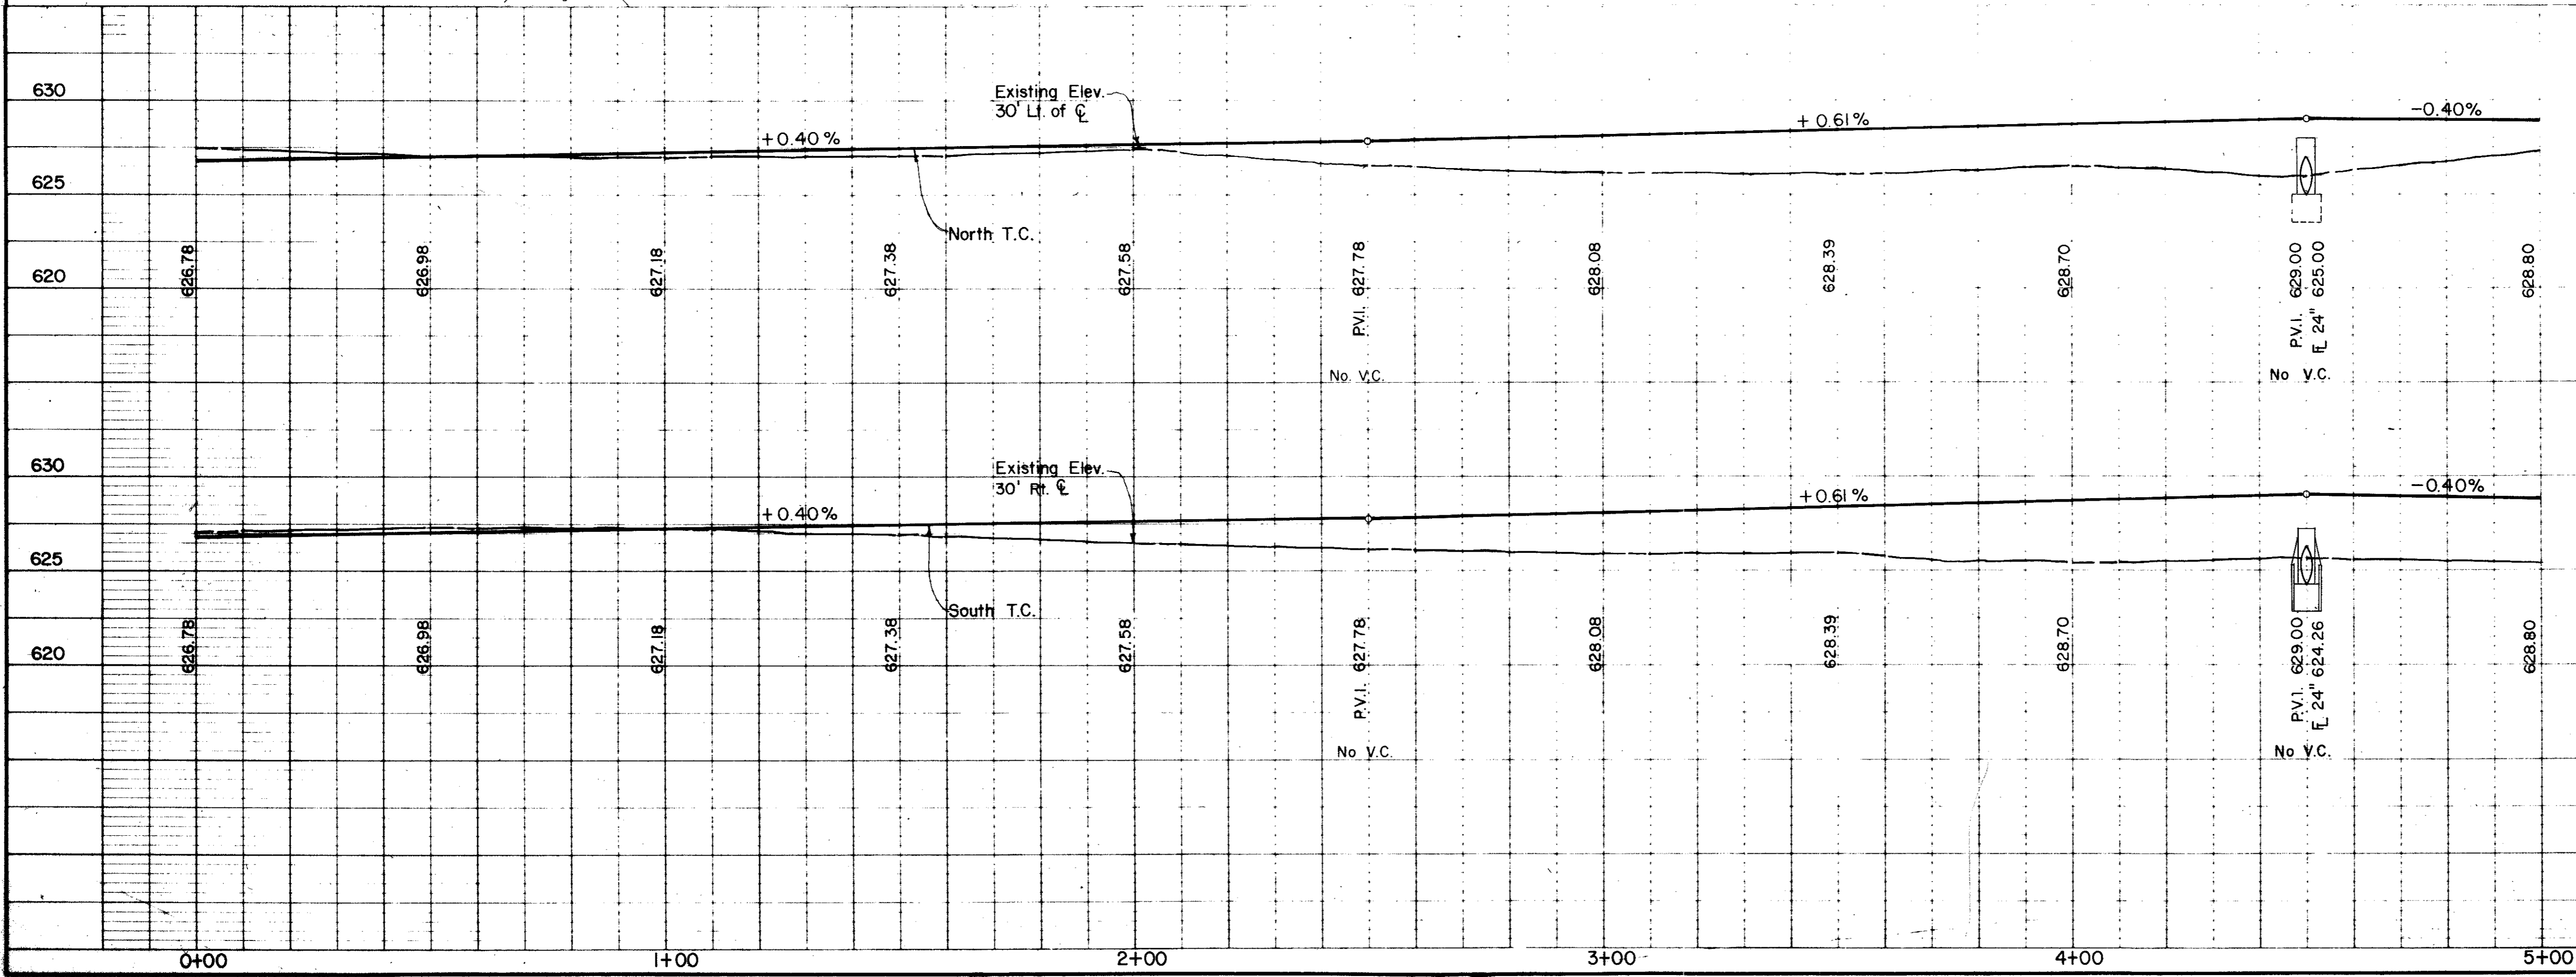 630
Existing Elev.
30' Lt. of ℄
+0.40%
+0.61%
-0.40%
625
North T.C.
620
626.78
626.98
627.18
627.38
627.58
P.V.I. 627.78
628.08
628.39
628.70
P.V.I. 629.00
F̲L 24" 625.00
628.80
No. V.C.
No V.C.
630
Existing Elev.
30' Rt. ℄
+0.40%
+0.61%
-0.40%
625
South T.C.
620
626.78
626.98
627.18
627.38
627.58
P.V.I. 627.78
628.08
628.39
628.70
P.V.I. 629.00
F̲L 24" 624.26
628.80
No V.C.
No V.C.
0+00
1+00
2+00
3+00
4+00
5+00